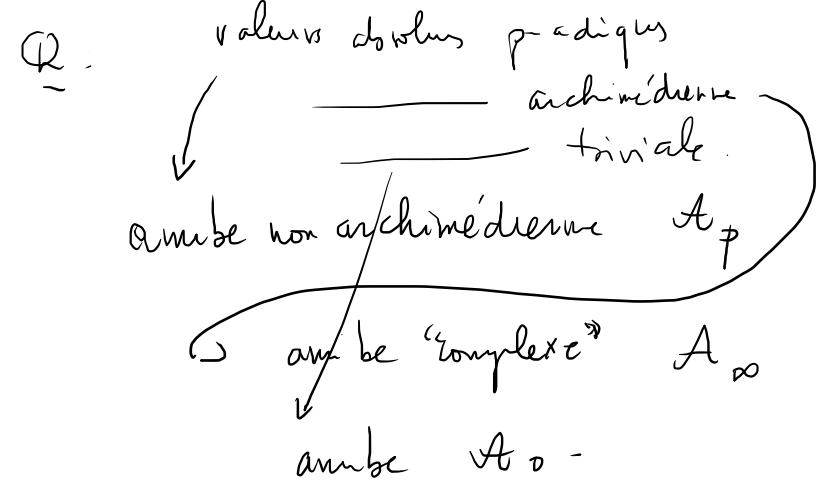 Q. valeurs absolues p-adiques
——— archimédienne
——— triviale.
amibe non archimédienne A_p
amibe "complexe" A_∞
amibe A_0 -